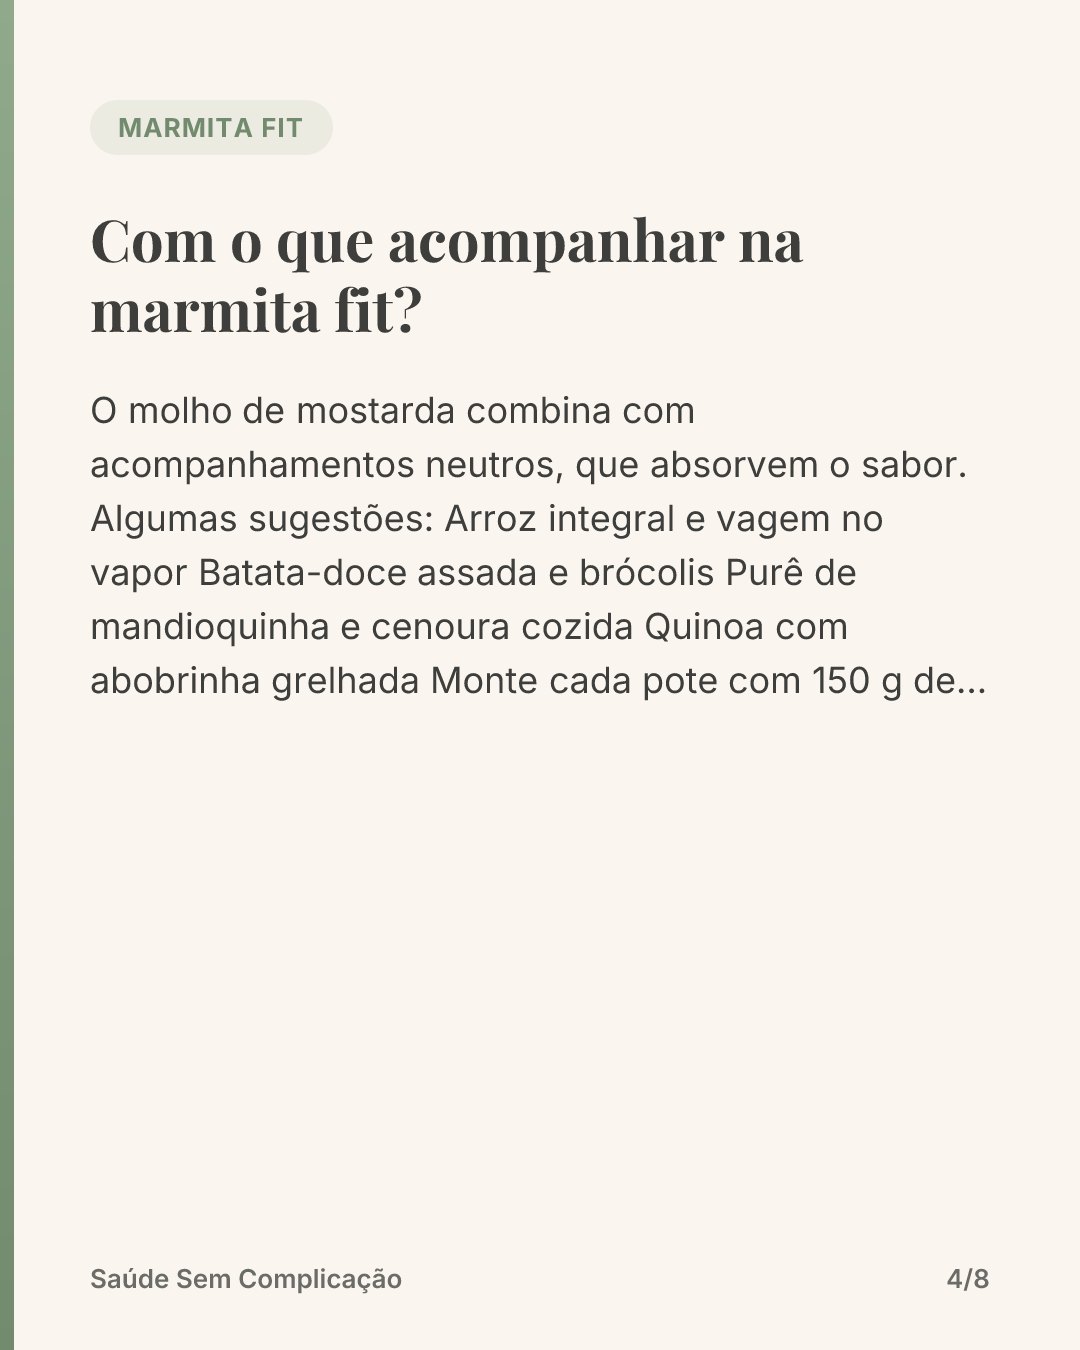 MARMITA FIT
Com o que acompanhar na
marmita fit?
O molho de mostarda combina com
acompanhamentos neutros, que absorvem o sabor.
Algumas sugestões: Arroz integral e vagem no
vapor Batata-doce assada e brócolis Purê de
mandioquinha e cenoura cozida Quinoa com
abobrinha grelhada Monte cada pote com 150 g de...
Saúde Sem Complicação
4/8